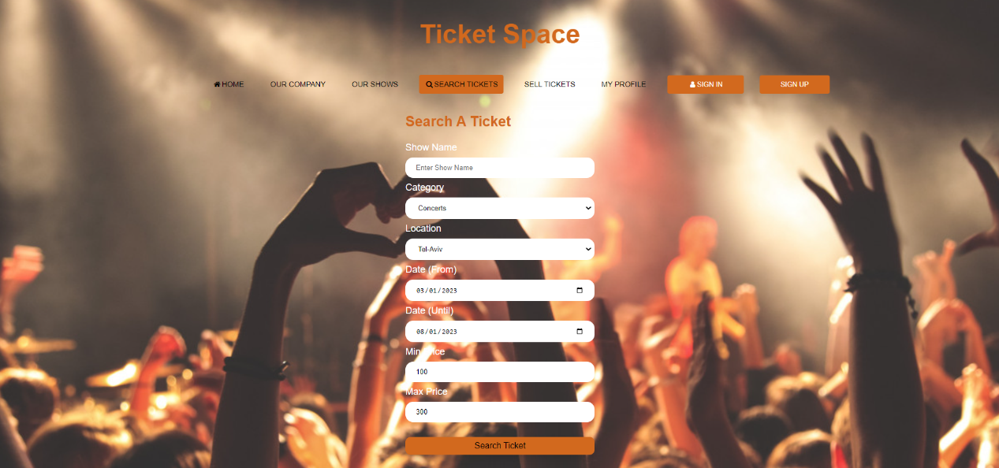 Ticket Space
HOME OUR COMPANY OUR SHOWS SEARCH TICKETS SELL TICKETS MY PROFILE SIGN IN SIGN UP
Search A Ticket
Show Name
Enter Show Name
Category
Concerts
Location
Tel-Aviv
Date (From)
03/01/2023
Date (Until)
08/01/2023
Min Price
100
Max Price
300
Search Ticket